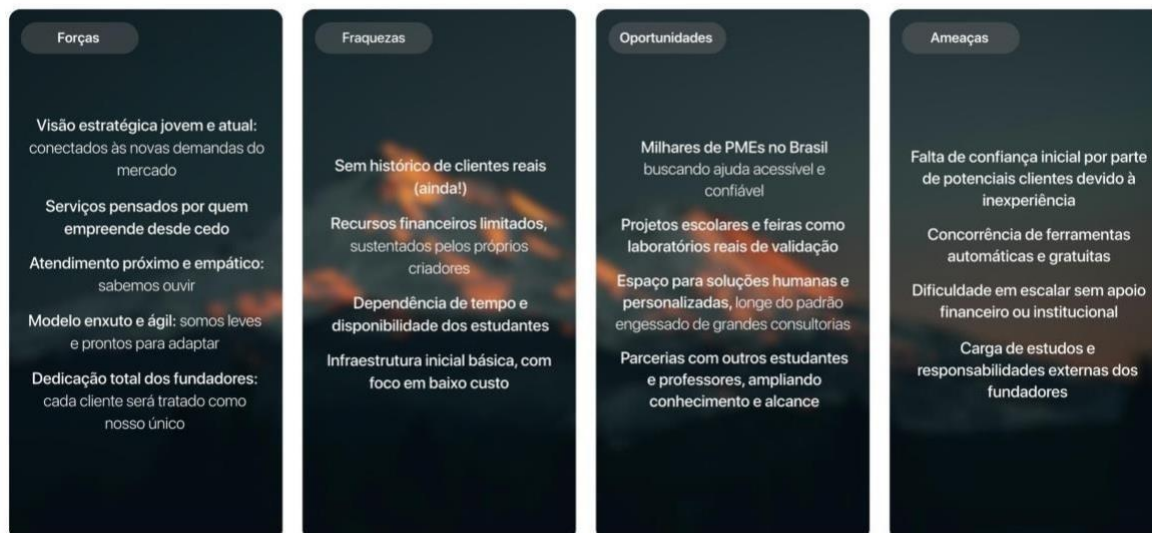 Forças
Visão estratégica jovem e atual:
conectados às novas demandas do
mercado
Serviços pensados por quem
empreende desde cedo
Atendimento próximo e empático:
sabemos ouvir
Modelo enxuto e ágil: somos leves
e prontos para adaptar
Dedicação total dos fundadores:
cada cliente será tratado como
nosso único
Fraquezas
Sem histórico de clientes reais
(ainda!)
Recursos financeiros limitados,
sustentados pelos próprios
criadores
Dependência de tempo e
disponibilidade dos estudantes
Infraestrutura inicial básica, com
foco em baixo custo
Oportunidades
Milhares de PMEs no Brasil
buscando ajuda acessível e
confiável
Projetos escolares e feiras como
laboratórios reais de validação
Espaço para soluções humanas e
personalizadas, longe do padrão
engessado de grandes consultorias
Parcerias com outros estudantes
e professores, ampliando
conhecimento e alcance
Ameaças
Falta de confiança inicial por parte
de potenciais clientes devido à
inexperiência
Concorrência de ferramentas
automáticas e gratuitas
Dificuldade em escalar sem apoio
financeiro ou institucional
Carga de estudos e
responsabilidades externas dos
fundadores